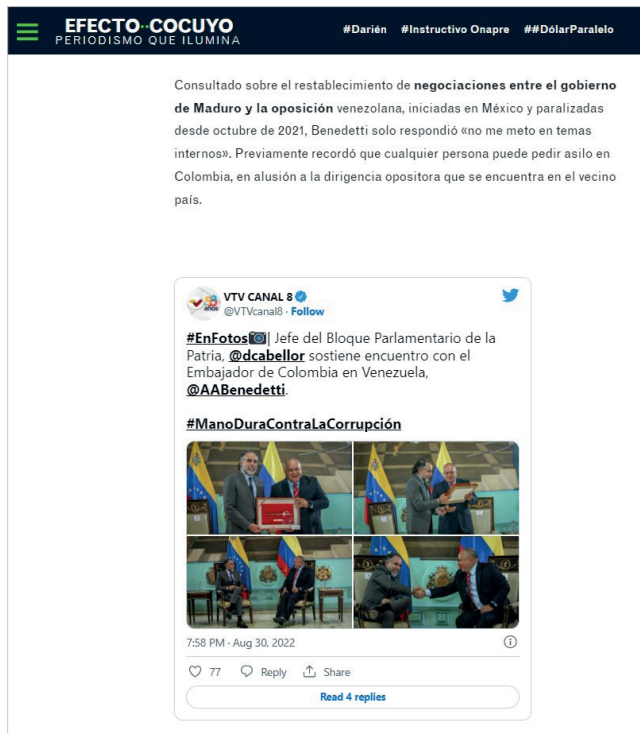 EFECTO··COCUYO
PERIODISMO QUE ILUMINA
#Darién #Instructivo Onapre ##DólarParalelo
Consultado sobre el restablecimiento de negociaciones entre el gobierno
de Maduro y la oposición venezolana, iniciadas en México y paralizadas
desde octubre de 2021, Benedetti solo respondió «no me meto en temas
internos». Previamente recordó que cualquier persona puede pedir asilo en
Colombia, en alusión a la dirigencia opositora que se encuentra en el vecino
país.
VTV CANAL 8
@VTVcanal8 · Follow
#EnFotos📷| Jefe del Bloque Parlamentario de la
Patria, @dcabellor sostiene encuentro con el
Embajador de Colombia en Venezuela,
@AABenedetti.
#ManoDuraContraLaCorrupción
7:58 PM · Aug 30, 2022
77 Reply Share
Read 4 replies